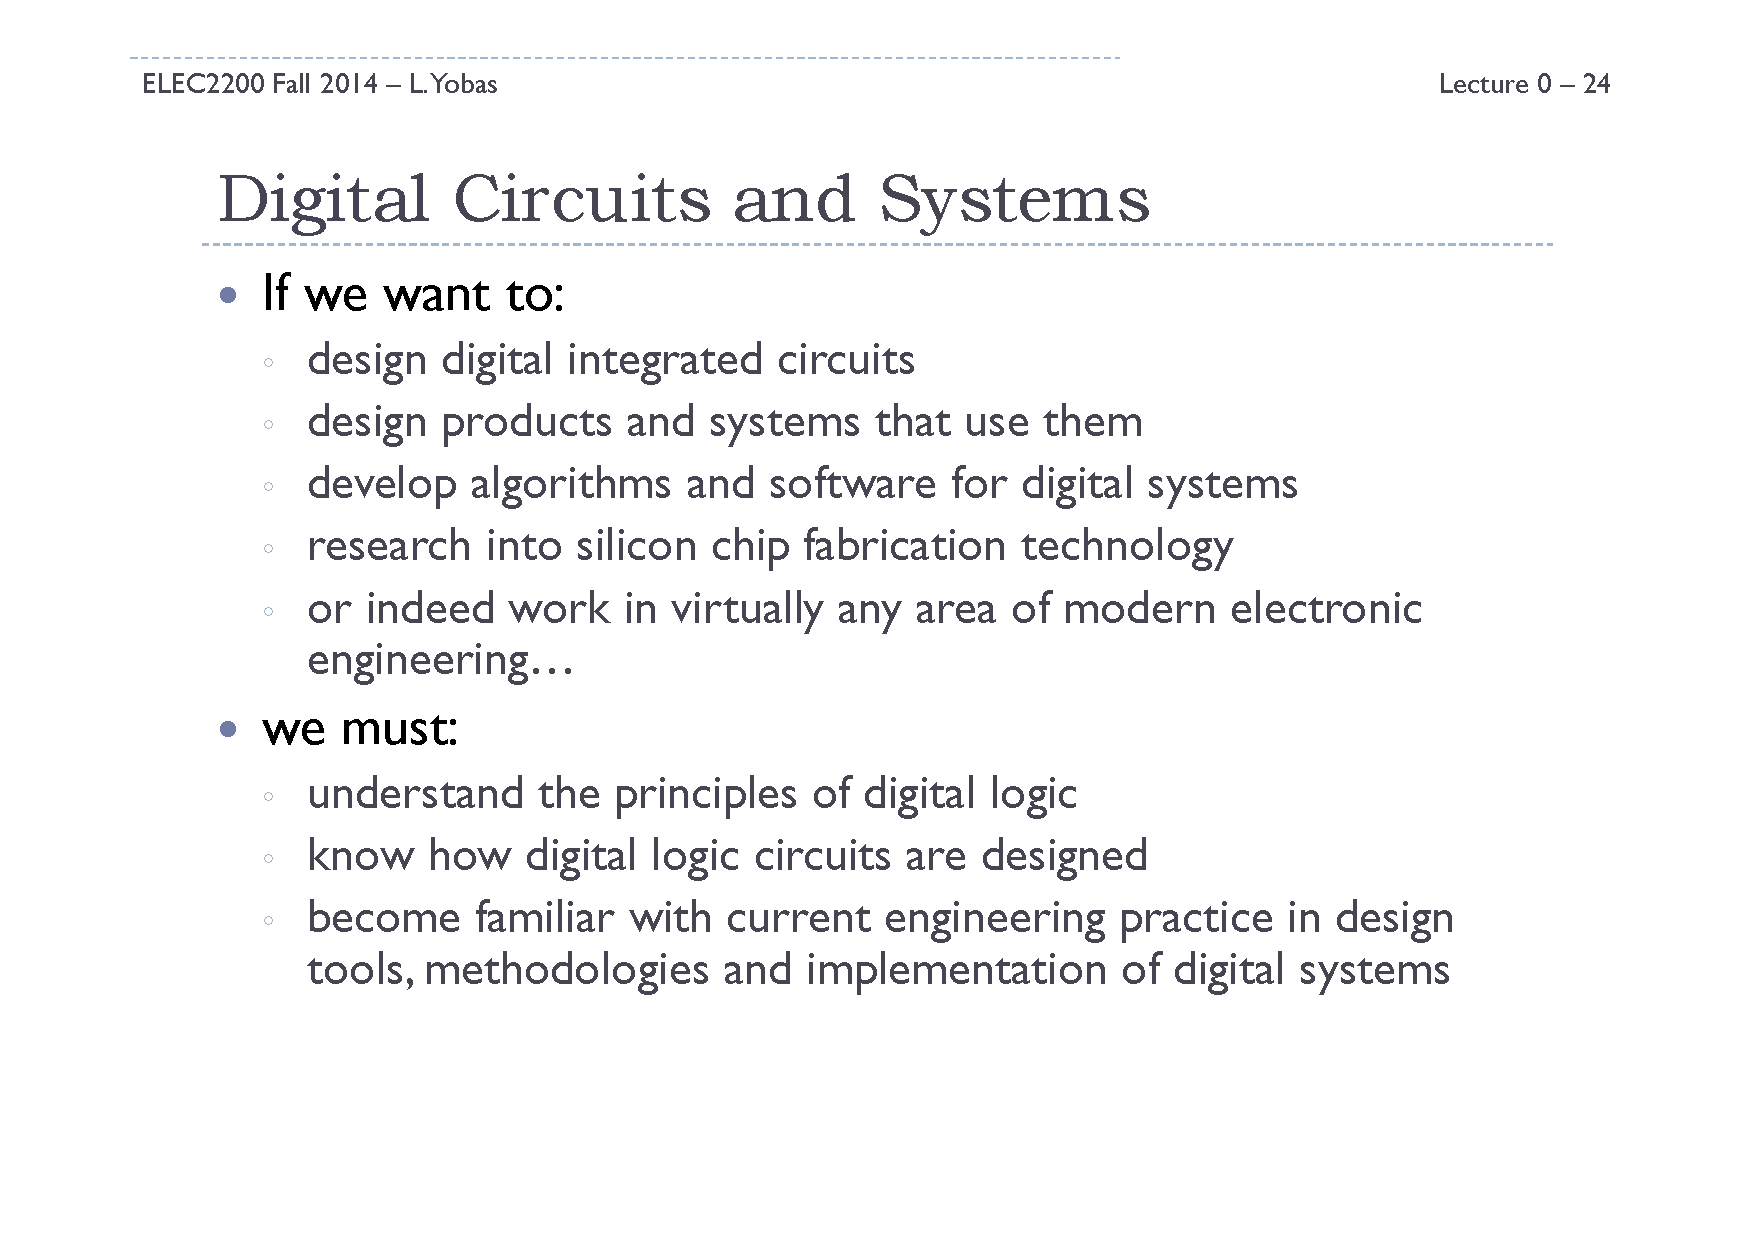 ELEC2200 Fall 2014 – L. Yobas
Lecture 0 – 24
Digital Circuits and Systems
• If we want to:
◦ design digital integrated circuits
◦ design products and systems that use them
◦ develop algorithms and software for digital systems
◦ research into silicon chip fabrication technology
◦ or indeed work in virtually any area of modern electronic
engineering…
• we must:
◦ understand the principles of digital logic
◦ know how digital logic circuits are designed
◦ become familiar with current engineering practice in design
tools, methodologies and implementation of digital systems